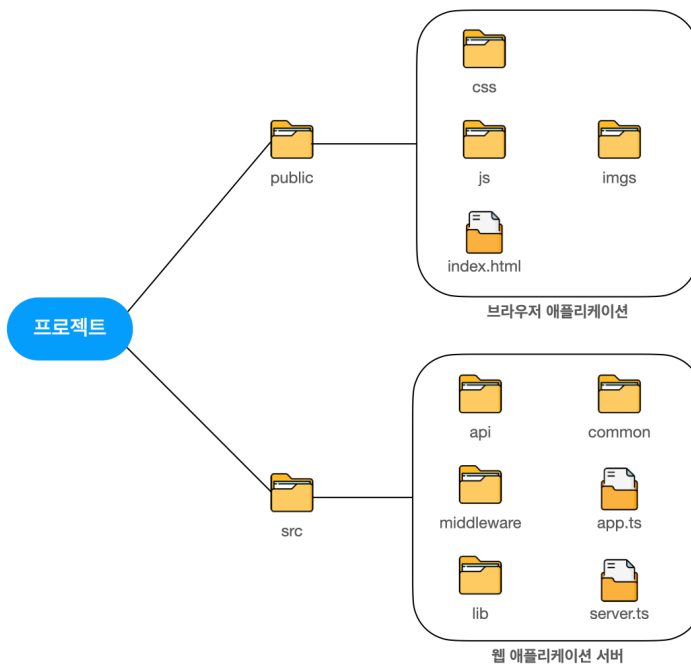 css
public
js
imgs
index.html
브라우저 애플리케이션
프로젝트
api
common
src
middleware
app.ts
lib
server.ts
웹 애플리케이션 서버